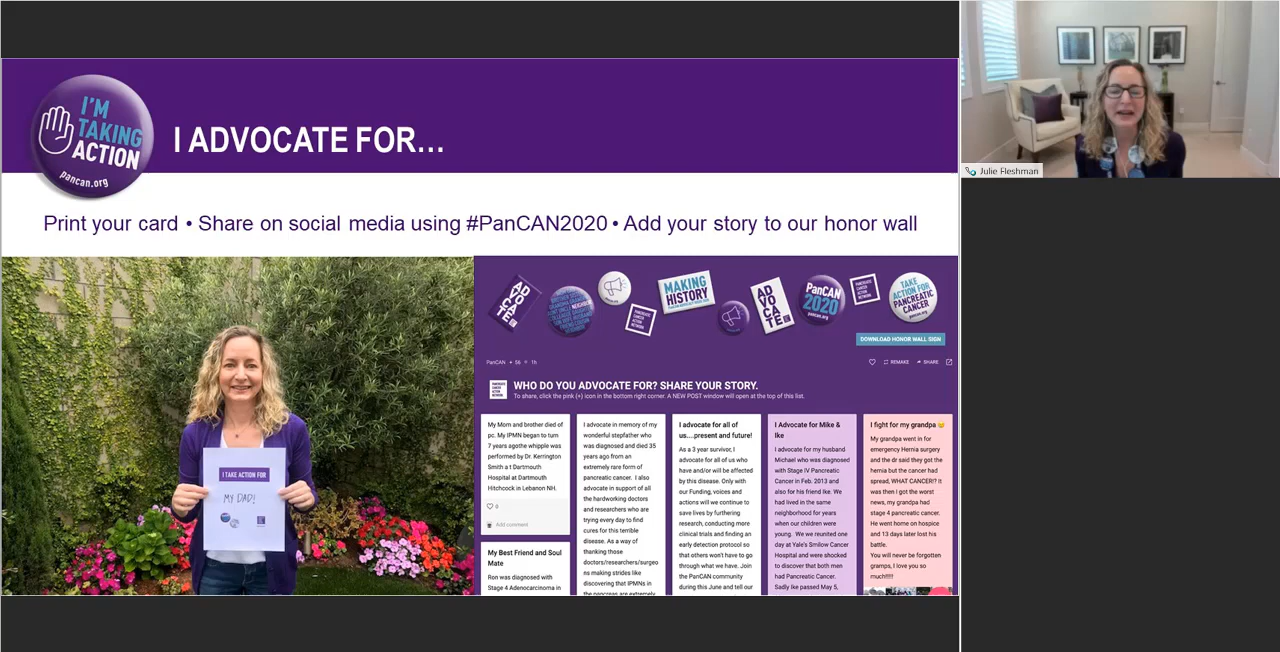 I'M
TAKING
ACTION
pancan.org
I ADVOCATE FOR...
Print your card • Share on social media using #PanCAN2020 • Add your story to our honor wall
Julie Fleshman
I TAKE ACTION FOR
MY DAD!
ADVOCATE
MAKING
HISTORY
PANCREATIC
CANCER
ACTION
NETWORK
ADVOCATE
PanCAN
2020
pancan.org
TAKE
ACTION FOR
PANCREATIC
CANCER
DOWNLOAD HONOR WALL SIGN
PanCAN + 56 1h
REMAKE SHARE
WHO DO YOU ADVOCATE FOR? SHARE YOUR STORY.
To share, click the pink (+) icon in the bottom right corner. A NEW POST window will open at the top of this list.
My Mom and brother died of
pc. My IPMN began to turn
7 years agothe whipple was
performed by Dr. Kerrington
Smith a t Dartmouth
Hospital at Dartmouth
Hitchcock in Lebanon NH.
0
Add comment
My Best Friend and Soul
Mate
Ron was diagnosed with
Stage 4 Adenocarcinoma in
I advocate in memory of my
wonderful stepfather who
was diagnosed and died 35
years ago from an
extremely rare form of
pancreatic cancer. I also
advocate in support of all
the hardworking doctors
and researchers who are
trying every day to find
cures for this terrible
disease. As a way of
thanking those
doctors/researchers/surgeo
ns making strides like
discovering that IPMNs in
the pancreas are extremely
I advocate for all of
us....present and future!
As a 3 year survivor, I
advocate for all of us who
have and/or will be affected
by this disease. Only with
our Funding, voices and
actions will we continue to
save lives by furthering
research, conducting more
clinical trials and finding an
early detection protocol so
that others won't have to go
through what we have. Join
the PanCAN community
during this June and tell our
I Advocate for Mike &
Ike
I advocate for my husband
Michael who was diagnosed
with Stage IV Pancreatic
Cancer in Feb. 2013 and
also for his friend Ike. We
had lived in the same
neighborhood for years
when our children were
young. We we reunited one
day at Yale's Smilow Cancer
Hospital and were shocked
to discover that both men
had Pancreatic Cancer.
Sadly Ike passed May 5,
I fight for my grandpa 😊
My grandpa went in for
emergency Hernia surgery
and the dr said they got the
hernia but the cancer had
spread, WHAT CANCER!? It
was then I got the worst
news, my grandpa had
stage 4 pancreatic cancer.
He went home on hospice
and 13 days later lost his
battle.
You will never be forgotten
gramps, I love you so
much!!!!!